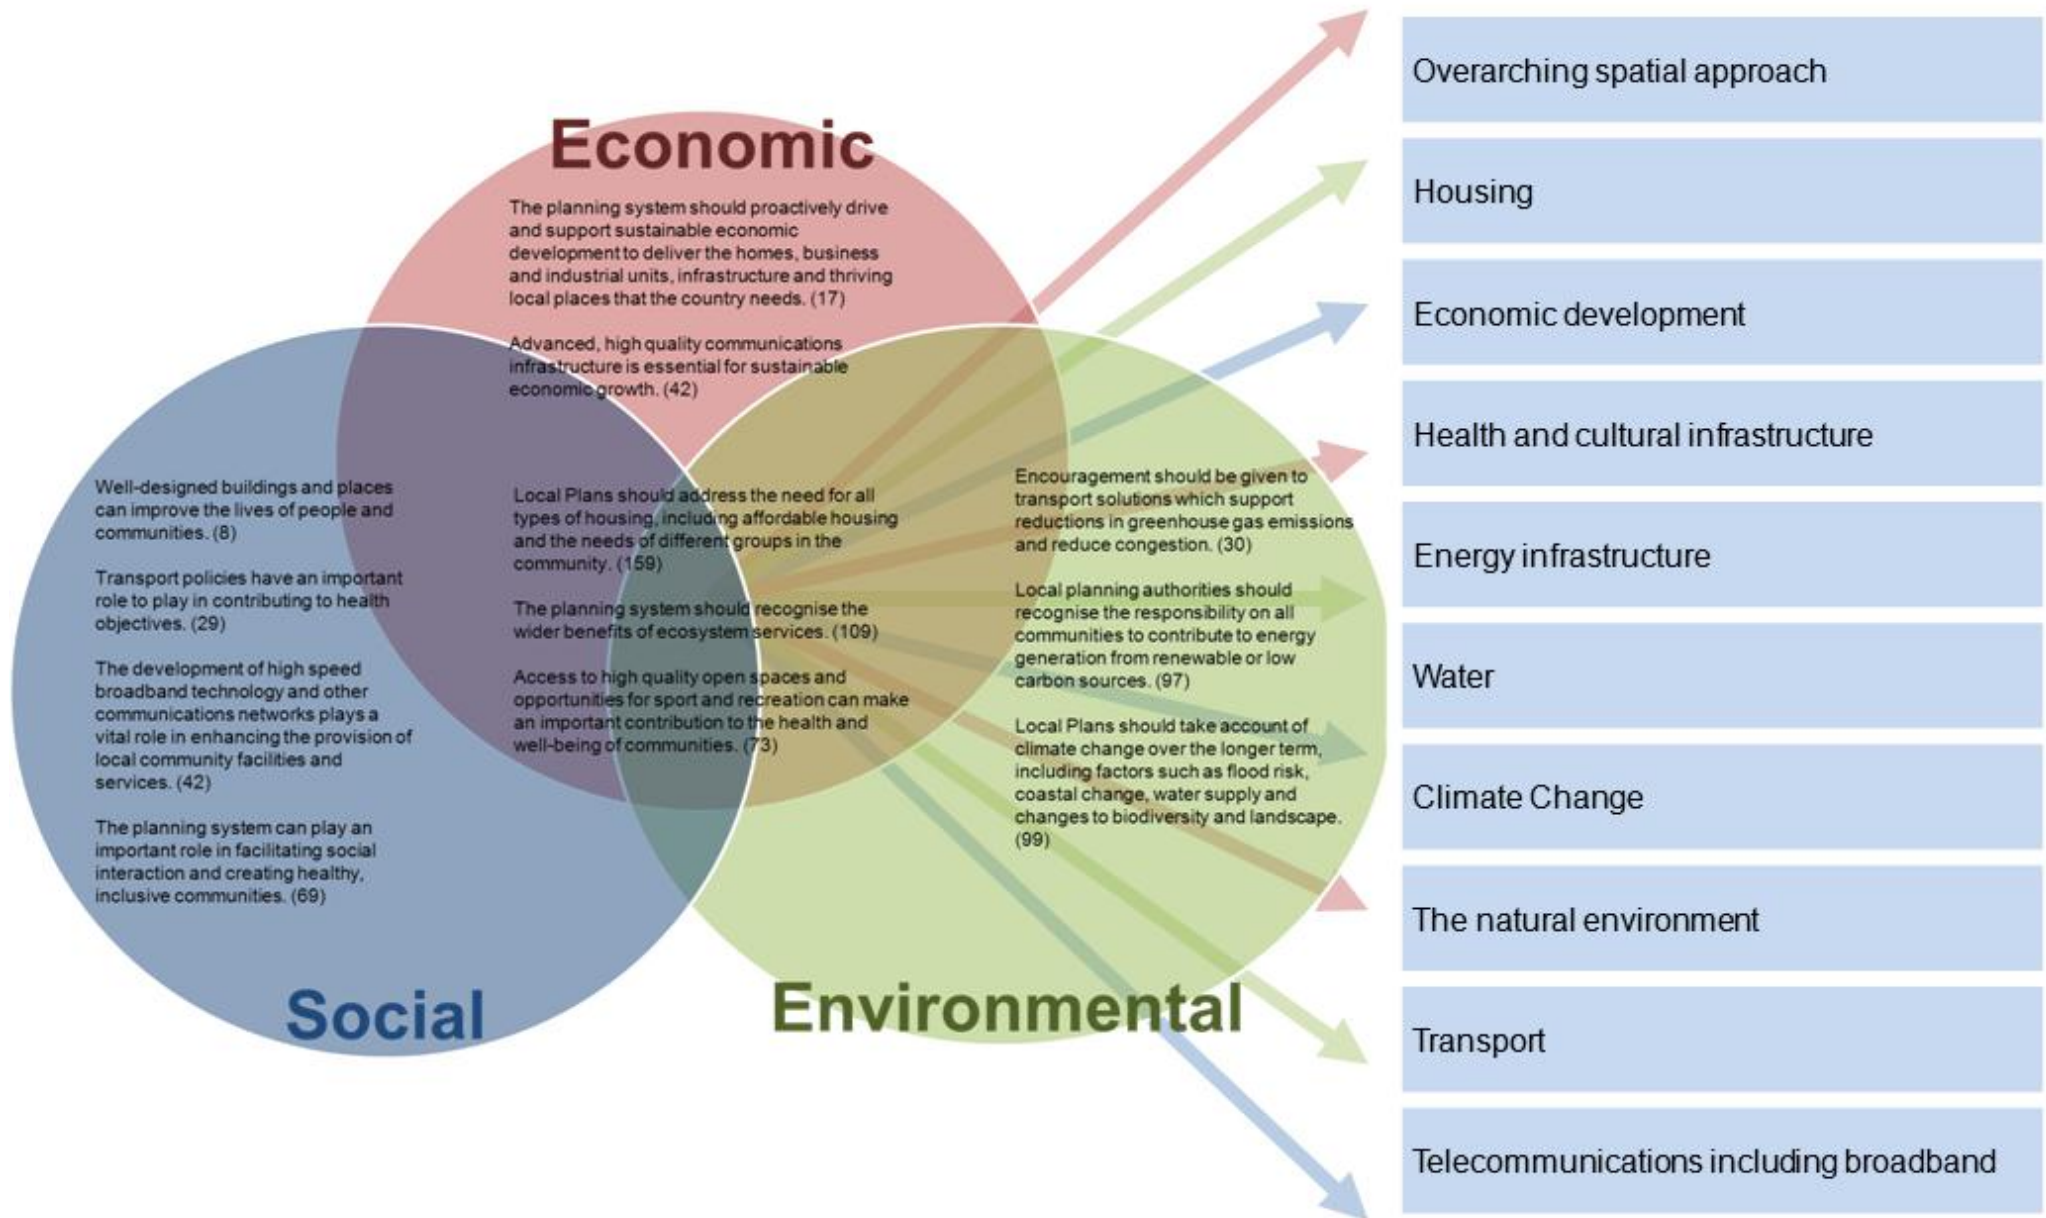 Economic
The planning system should proactively drive
and support sustainable economic
development to deliver the homes, business
and industrial units, infrastructure and thriving
local places that the country needs. (17)
Advanced, high quality communications
infrastructure is essential for sustainable
economic growth. (42)
Well-designed buildings and places
can improve the lives of people and
communities. (8)
Transport policies have an important
role to play in contributing to health
objectives. (29)
The development of high speed
broadband technology and other
communications networks plays a
vital role in enhancing the provision of
local community facilities and
services. (42)
The planning system can play an
important role in facilitating social
interaction and creating healthy,
inclusive communities. (69)
Social
Local Plans should address the need for all
types of housing, including affordable housing
and the needs of different groups in the
community. (159)
The planning system should recognise the
wider benefits of ecosystem services. (109)
Access to high quality open spaces and
opportunities for sport and recreation can make
an important contribution to the health and
well-being of communities. (73)
Encouragement should be given to
transport solutions which support
reductions in greenhouse gas emissions
and reduce congestion. (30)
Local planning authorities should
recognise the responsibility on all
communities to contribute to energy
generation from renewable or low
carbon sources. (97)
Local Plans should take account of
climate change over the longer term,
including factors such as flood risk,
coastal change, water supply and
changes to biodiversity and landscape.
(99)
Environmental
Overarching spatial approach
Housing
Economic development
Health and cultural infrastructure
Energy infrastructure
Water
Climate Change
The natural environment
Transport
Telecommunications including broadband